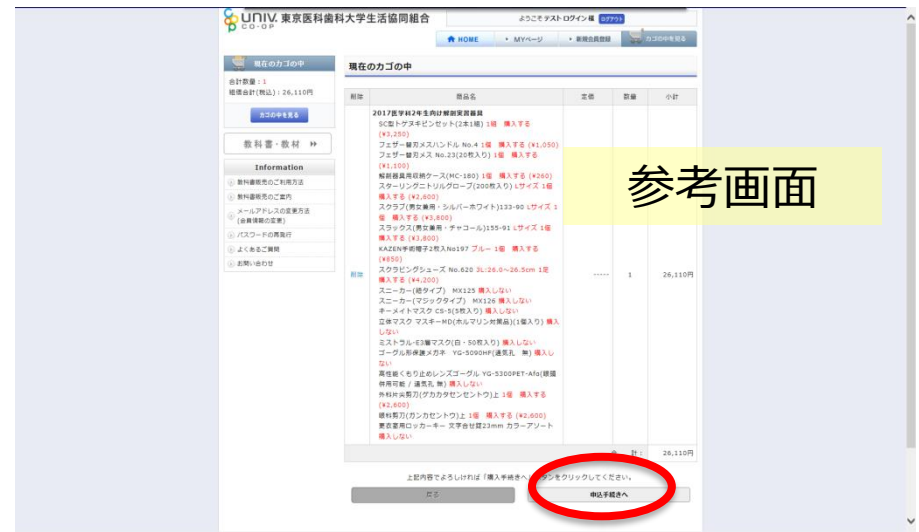 UNIV. 東京医科歯科大学生活協同組合
CO-OP
ようこそ テスト ログイン 様 ログアウト
HOME
MYページ
新規会員登録
カゴの中を見る
現在のカゴの中
合計数量：1
総価合計(税込)：26,110円
カゴの中を見る
教科書・教材
Information
教科書販売のご利用方法
教科書販売のご案内
メールアドレスの変更方法
(会員情報の変更)
パスワードの再発行
よくあるご質問
お問い合わせ
現在のカゴの中
削除 商品名 定価 数量 小計
2017医学科2年生向け解剖実習器具
SC型トゲヌキピンセット(2本1組) 1組 購入する
(¥3,250)
フェザー替刃メスハンドル No.4 1個 購入する (¥1,050)
フェザー替刃メス No.23(20枚入り) 1個 購入する
(¥1,100)
解剖器具用収納ケース(MC-180) 1個 購入する (¥260)
スターリングニトリルグローブ(200枚入り) Lサイズ 1個
購入する (¥2,600)
スクラブ(男女兼用・シルバーホワイト)133-90 Lサイズ 1
個 購入する (¥3,800)
スラックス(男女兼用・チャコール)155-91 Lサイズ 1個
購入する (¥3,800)
KAZEN手術帽子2枚入No197 ブルー 1個 購入する
(¥850)
スクラビングシューズ No.620 3L:26.0～26.5cm 1足
購入する (¥4,200)
スニーカー(紐タイプ) MX125 購入しない
スニーカー(マジックタイプ) MX126 購入しない
キーメイトマスク CS-5(5枚入り) 購入しない
立体マスク マスキーMD(ホルマリン対策品)(1個入り) 購入
しない
ミストラル-E3層マスク(白・50枚入り) 購入しない
ゴーグル形保護メガネ YG-5090HF(通気孔 無) 購入し
ない
高性能くもり止めレンズゴーグル YG-5300PET-AFα(眼鏡
併用可能 / 通気孔 無) 購入しない
外科片尖剪刀(ゲカカタセンセントウ)上 1個 購入する
(¥2,600)
眼科剪刀(ガンカセントウ)上 1個 購入する (¥2,600)
更衣室用ロッカーキー 文字合せ錠23mm カラーアソート
購入しない
削除 ----- 1 26,110円
計： 26,110円
上記内容でよろしければ「購入手続きへ」ボタンをクリックしてください。
戻る
申込手続きへ
参考画面